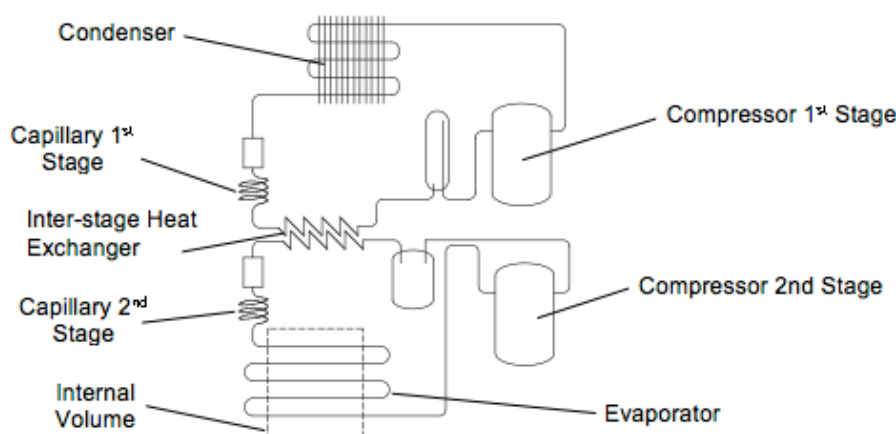 Condenser
Compressor 1st Stage
Capillary 1st
Stage
Inter-stage Heat
Exchanger
Compressor 2nd Stage
Capillary 2nd
Stage
Internal
Volume
Evaporator